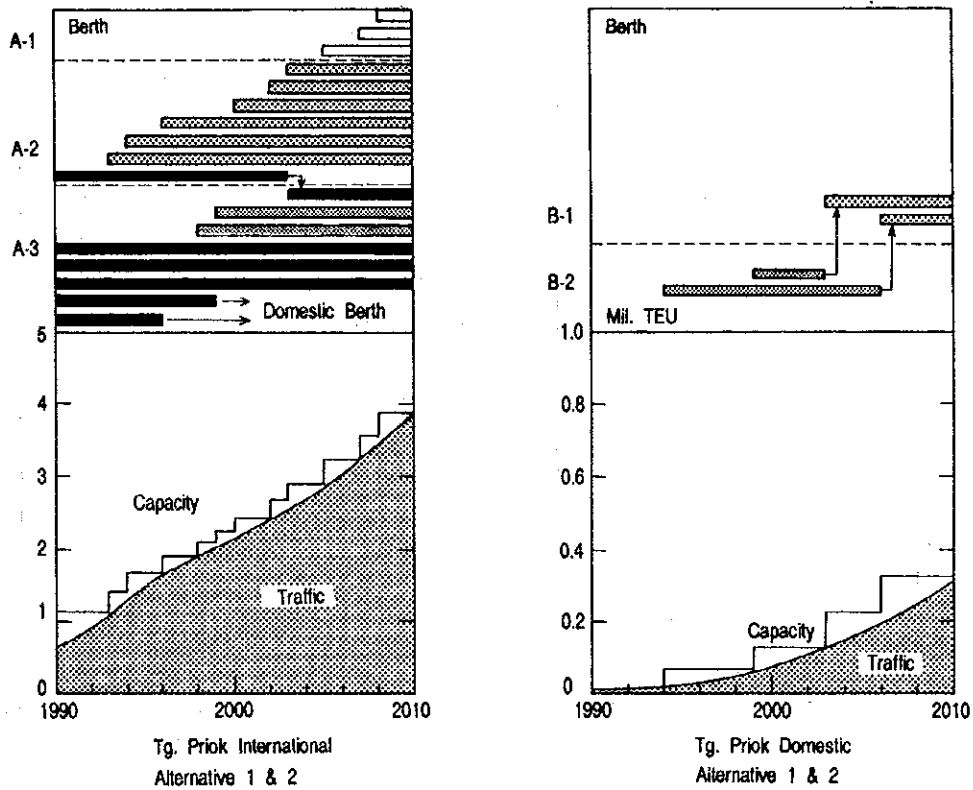 Berth
A-1
A-2
A-3
Domestic Berth
5
4
3
2
1
0
Capacity
Traffic
1990
2000
2010
Tg. Priok International
Alternative 1 & 2
Berth
B-1
B-2
Mil. TEU
1.0
0.8
0.6
0.4
0.2
0
Capacity
Traffic
1990
2000
2010
Tg. Priok Domestic
Alternative 1 & 2